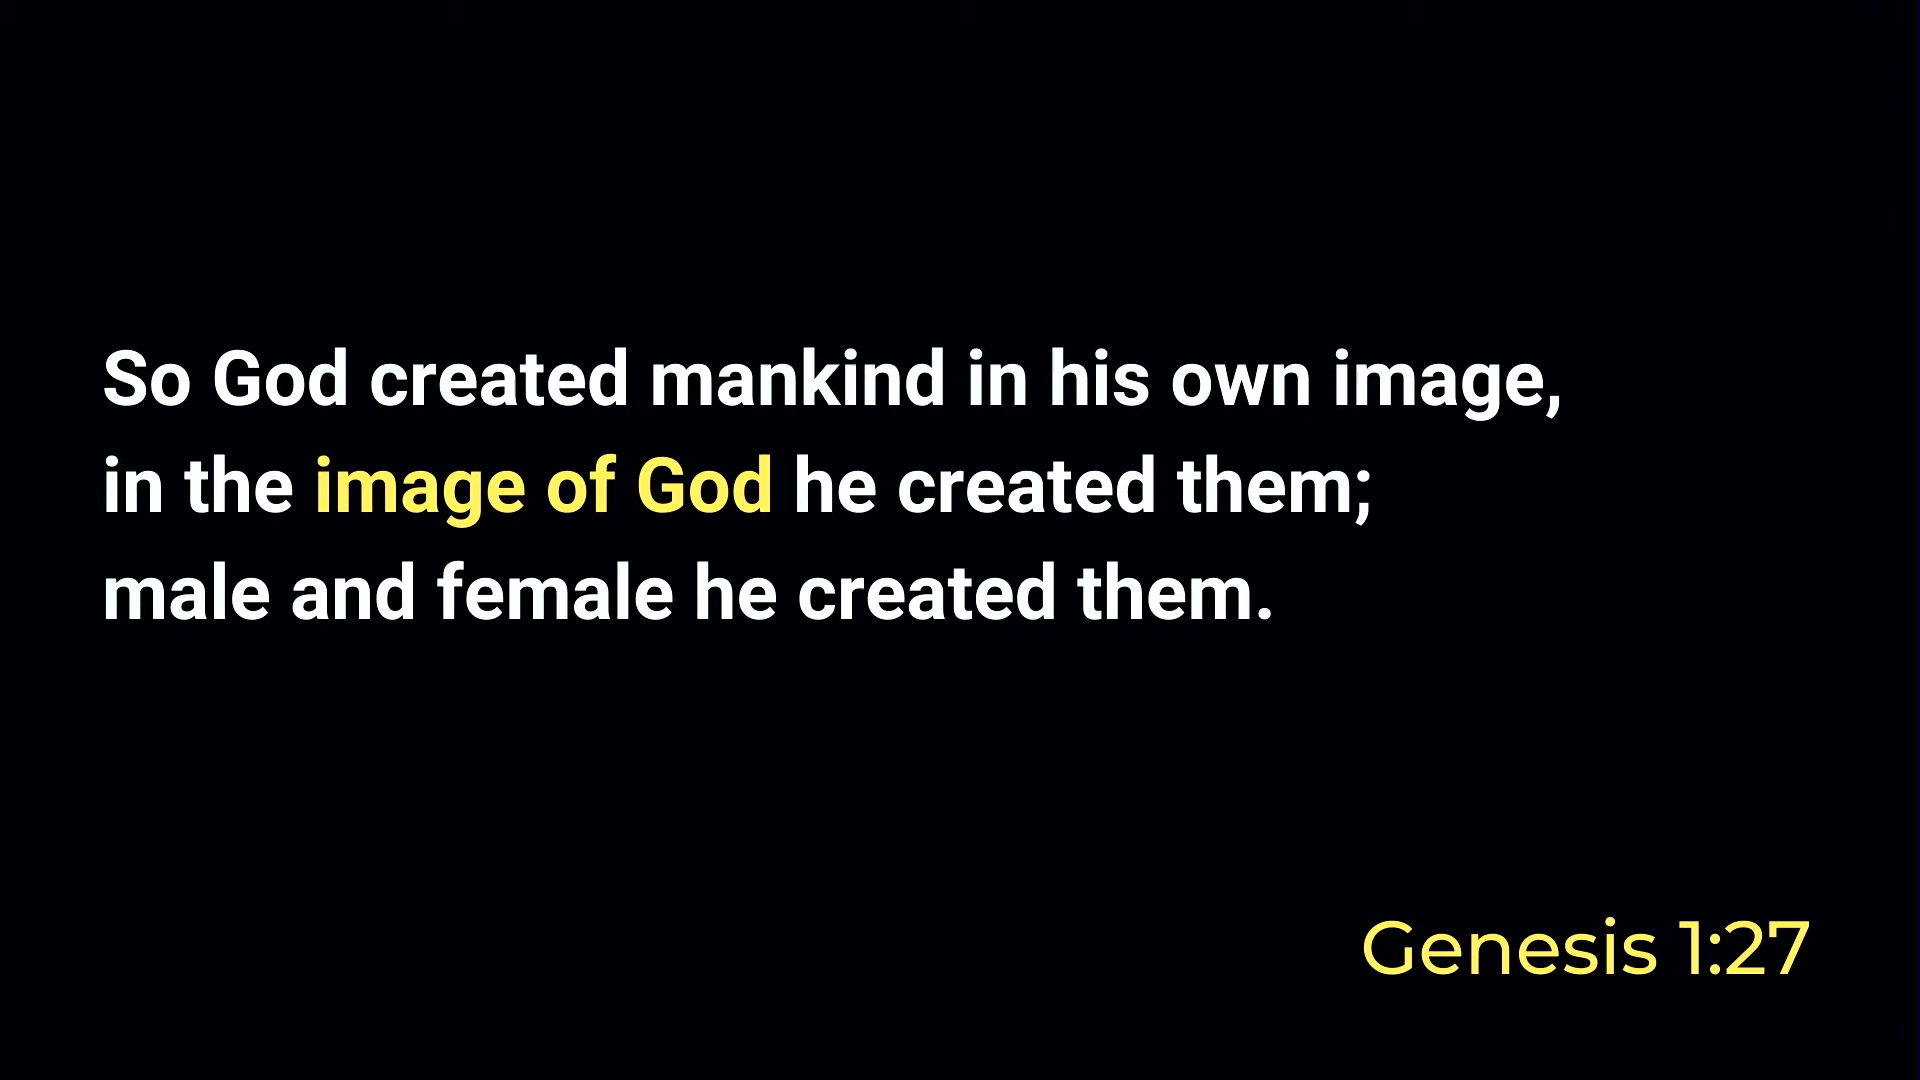 So God created mankind in his own image,
in the image of God he created them;
male and female he created them.
Genesis 1:27